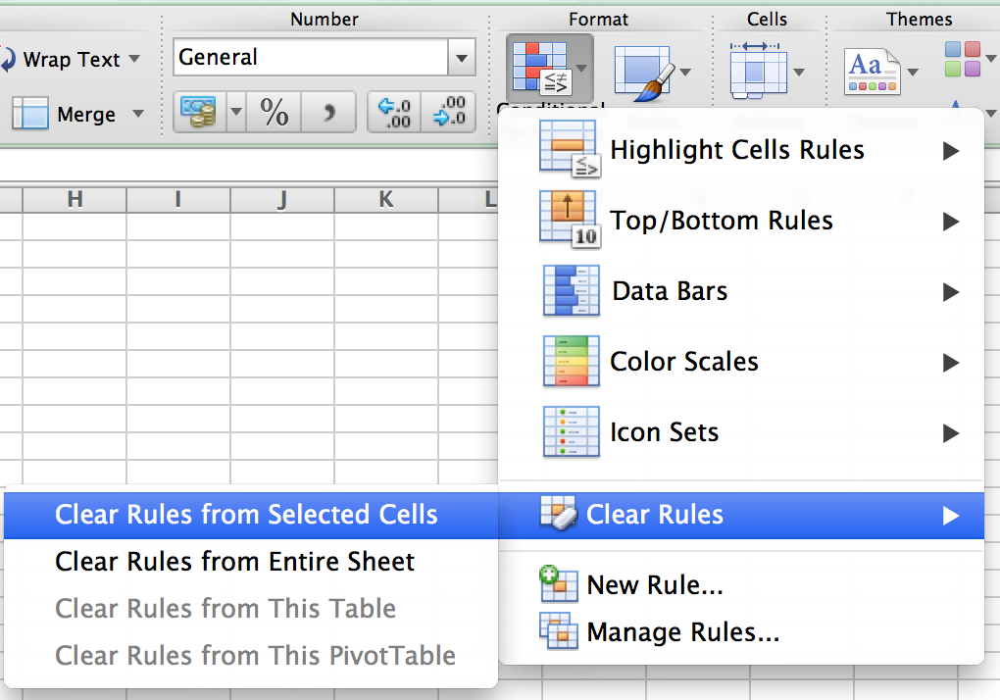 Number
Format
Cells
Themes
Wrap Text
General
Aa
Merge
%
,
.0
.00
.00
.0
Conditional
H
I
J
K
L
Highlight Cells Rules
10
Top/Bottom Rules
Data Bars
Color Scales
Icon Sets
Clear Rules from Selected Cells
Clear Rules
Clear Rules from Entire Sheet
New Rule...
Clear Rules from This Table
Manage Rules...
Clear Rules from This PivotTable